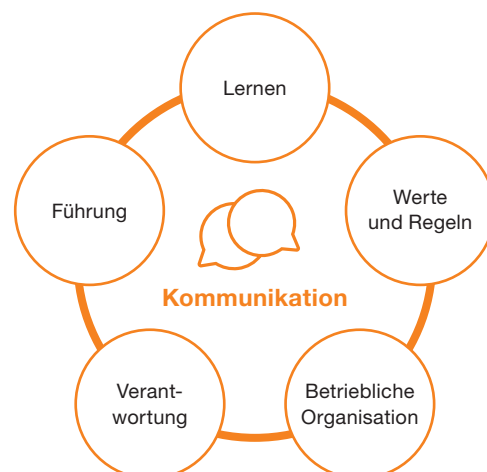 Lernen
Führung
Werte
und Regeln
Kommunikation
Verant-
wortung
Betriebliche
Organisation